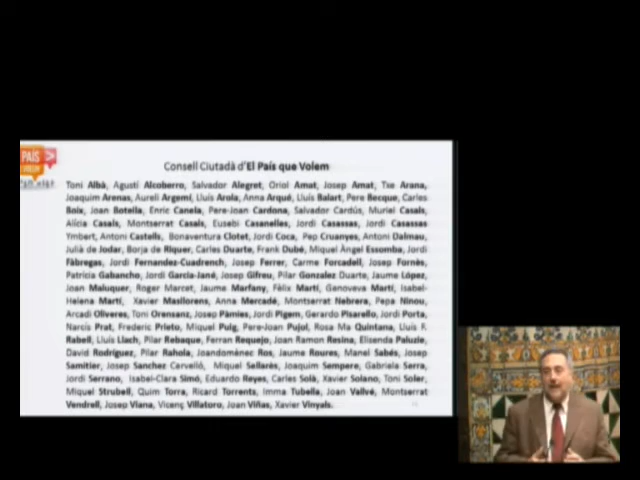 PAÍS
Consell Ciutadà d'El País que Volem
Toni Albà, Agustí Alcoberro, Salvador Alegret, Oriol Amat, Josep Amat, Tse Arana,
Joaquim Arenas, Aureli Argemí, Lluís Arola, Anna Arqué, Lluís Balart, Pere Becque, Carles
Boix, Joan Botella, Enric Canela, Pere-Joan Cardona, Salvador Cardús, Muriel Casals,
Alícia Casals, Montserrat Casals, Eusebi Casanelles, Jordi Casassas, Jordi Casassas
Ymbert, Antoni Castells, Bonaventura Clotet, Jordi Coca, Pep Cruanyes, Antoni Dalmau,
Julià de Jodar, Borja de Riquer, Carles Duarte, Frank Dubé, Miquel Àngel Essomba, Jordi
Fàbregas, Jordi Fernandez-Cuadrench, Josep Ferrer, Carme Forcadell, Josep Fornès,
Patrícia Gabancho, Jordi García-Jané, Josep Gifreu, Pilar Gonzalez Duarte, Jaume López,
Joan Maluquer, Roger Marcet, Jaume Marfany, Fèlix Martí, Genoveva Martí, Isabel-
Helena Martí, Xavier Masllorens, Anna Mercadé, Montserrat Nebrera, Pepa Ninou,
Arcadi Oliveres, Toni Orensanz, Josep Pàmies, Jordi Pigem, Gerardo Pisarello, Jordi Porta,
Narcís Prat, Frederic Prieto, Miquel Puig, Pere-Joan Pujol, Rosa Ma Quintana, Lluís F.
Rabell, Lluís Llach, Pilar Rebaque, Ferran Requejo, Joan Ramon Resina, Elisenda Paluzie,
David Rodríguez, Pilar Rahola, Joandomènec Ros, Jaume Roures, Manel Sabés, Josep
Samitier, Josep Sanchez Cervelló, Miquel Sellarès, Joaquim Sempere, Gabriela Serra,
Jordi Serrano, Isabel-Clara Simó, Eduardo Reyes, Carles Solà, Xavier Solano, Toni Soler,
Miquel Strubell, Quim Torra, Ricard Torrents, Imma Tubella, Joan Vallvé, Montserrat
Vendrell, Josep Viana, Vicenç Villatoro, Joan Viñas, Xavier Vinyals.